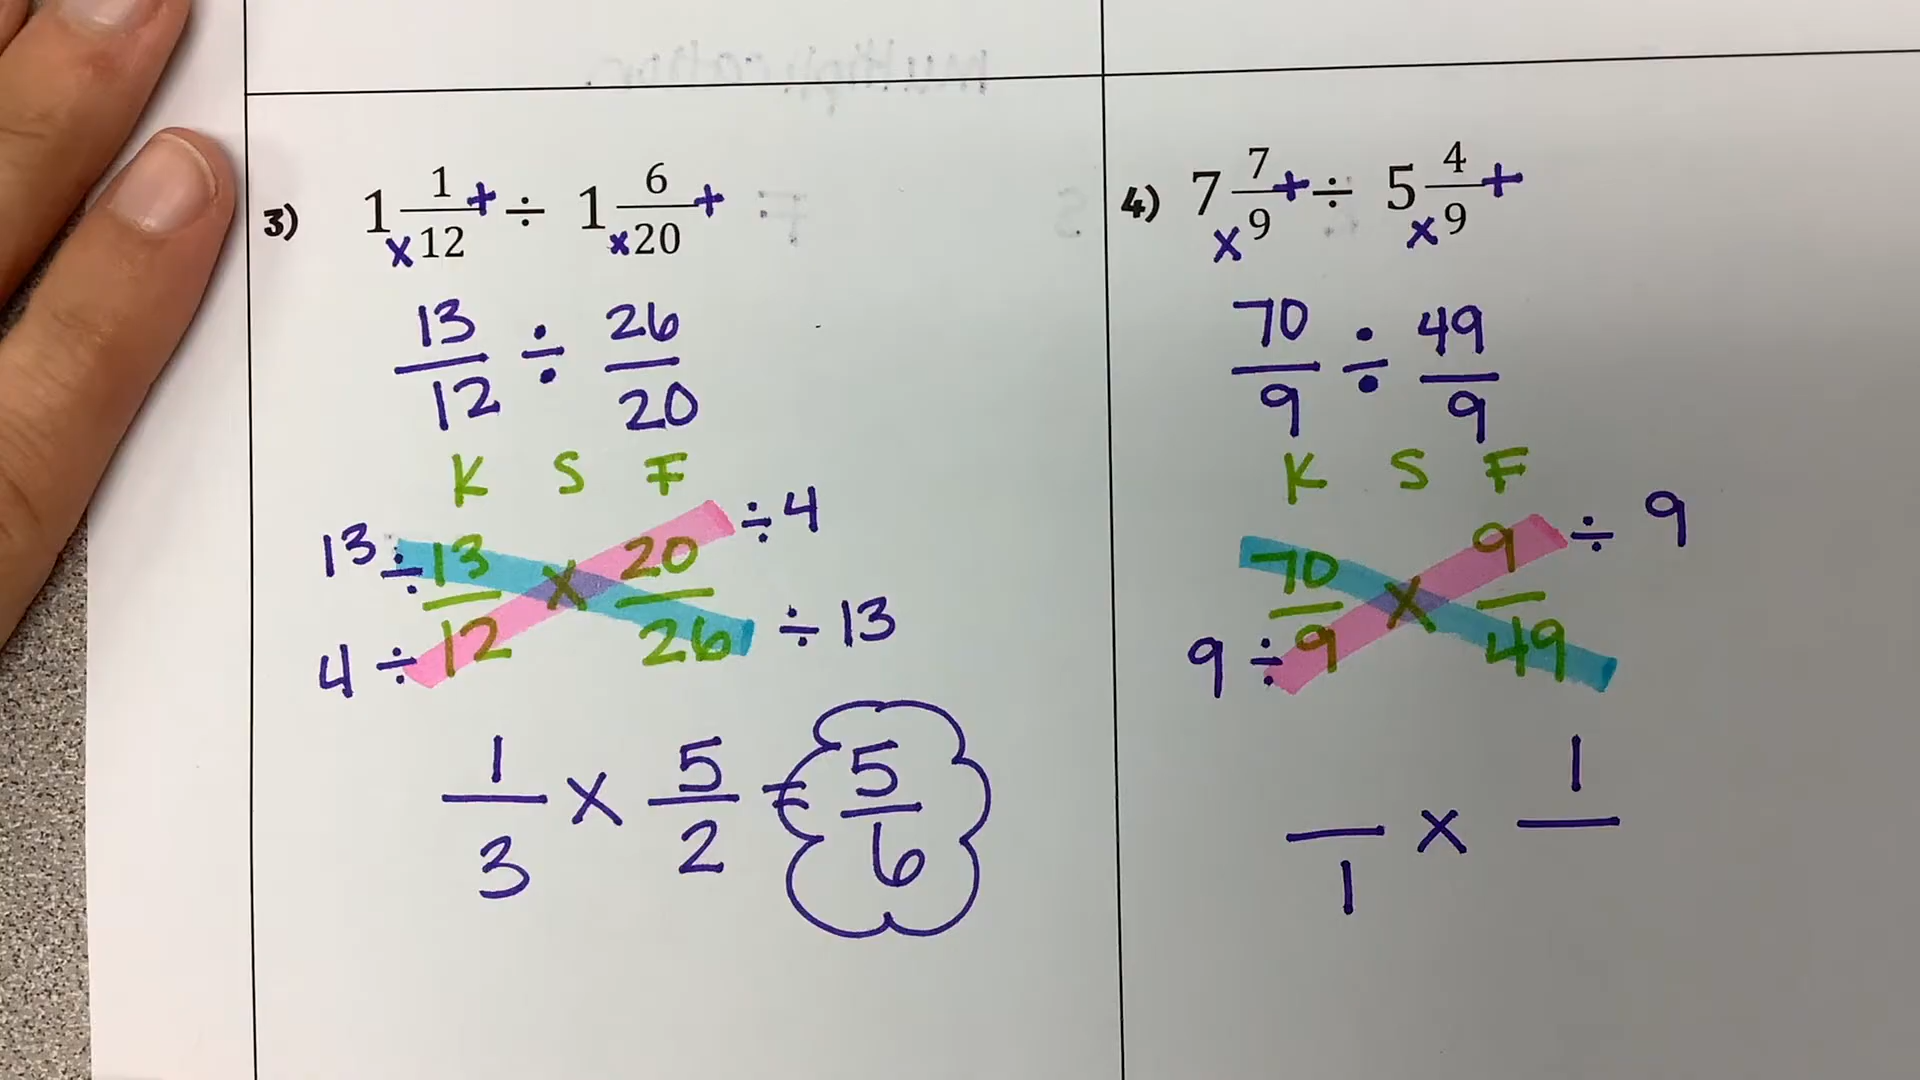 3) 1 1/12 + ÷ 1 6/20 +
x x
13/12 ÷ 26/20
K S F
13 ÷ 13/12 x 20/26 ÷ 4
4 ÷ ÷ 13
1/3 x 5/2 = 5/6
4) 7 7/9 + ÷ 5 4/9 +
x x
70/9 ÷ 49/9
K S F
70/9 x 9/49 ÷ 9
9 ÷
/1 x 1/